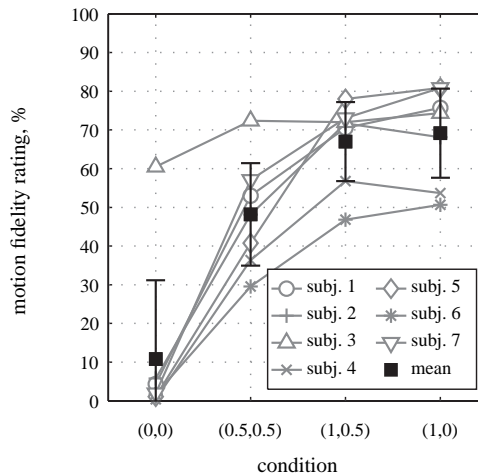 motion fidelity rating, %
100
90
80
70
60
50
40
30
20
10
0
(0,0) (0.5,0.5) (1,0.5) (1,0)
condition
subj. 1 subj. 5
subj. 2 subj. 6
subj. 3 subj. 7
subj. 4 mean